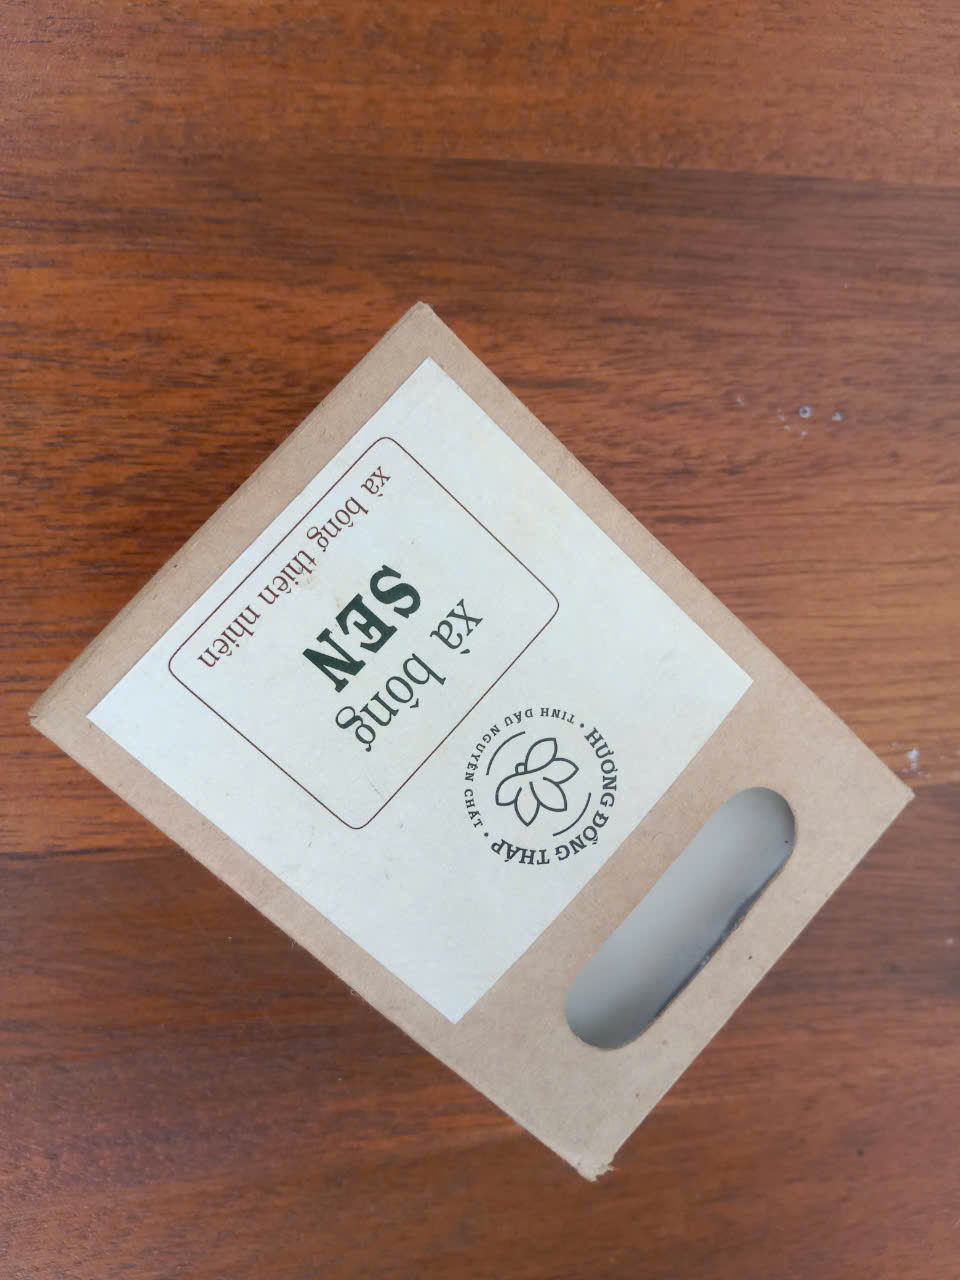 HƯƠNG ĐỒNG THÁP
• TINH DẦU NGUYÊN CHẤT •
xà bông
SEN
xà bông thiên nhiên